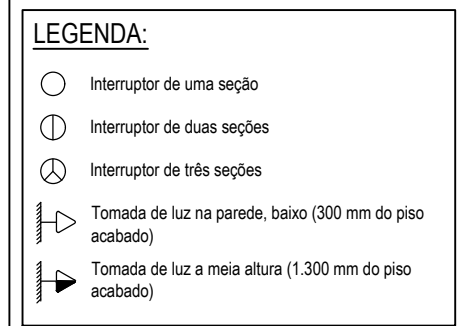 LEGENDA:
Interruptor de uma seção
Interruptor de duas seções
Interruptor de três seções
Tomada de luz na parede, baixo (300 mm do piso
acabado)
Tomada de luz a meia altura (1.300 mm do piso
acabado)